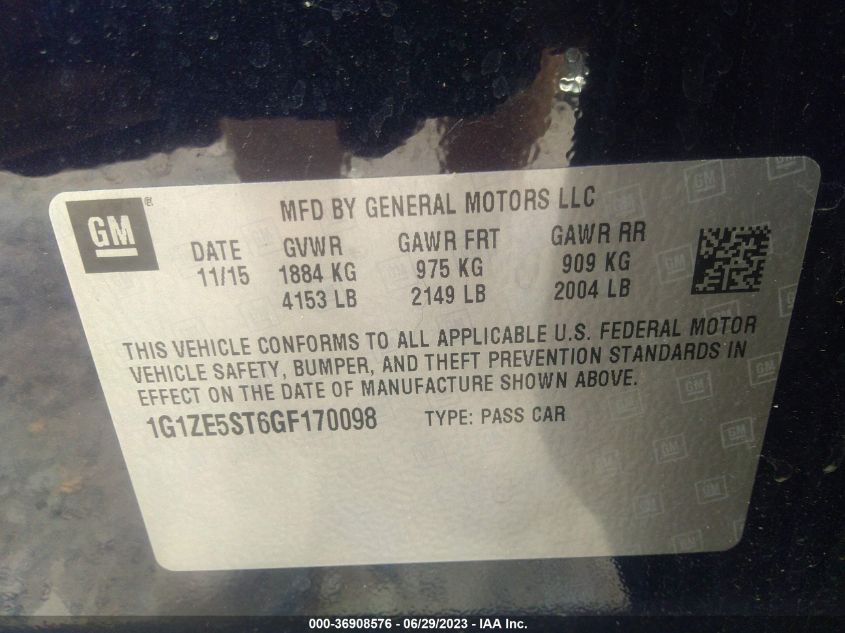 GM
®
MFD BY GENERAL MOTORS LLC
DATE GVWR GAWR FRT GAWR RR
11/15 1884 KG 975 KG 909 KG
4153 LB 2149 LB 2004 LB
THIS VEHICLE CONFORMS TO ALL APPLICABLE U.S. FEDERAL MOTOR
VEHICLE SAFETY, BUMPER, AND THEFT PREVENTION STANDARDS IN
EFFECT ON THE DATE OF MANUFACTURE SHOWN ABOVE.
1G1ZE5ST6GF170098 TYPE: PASS CAR
000-36908576 / 06/29/2023 - IAA Inc.